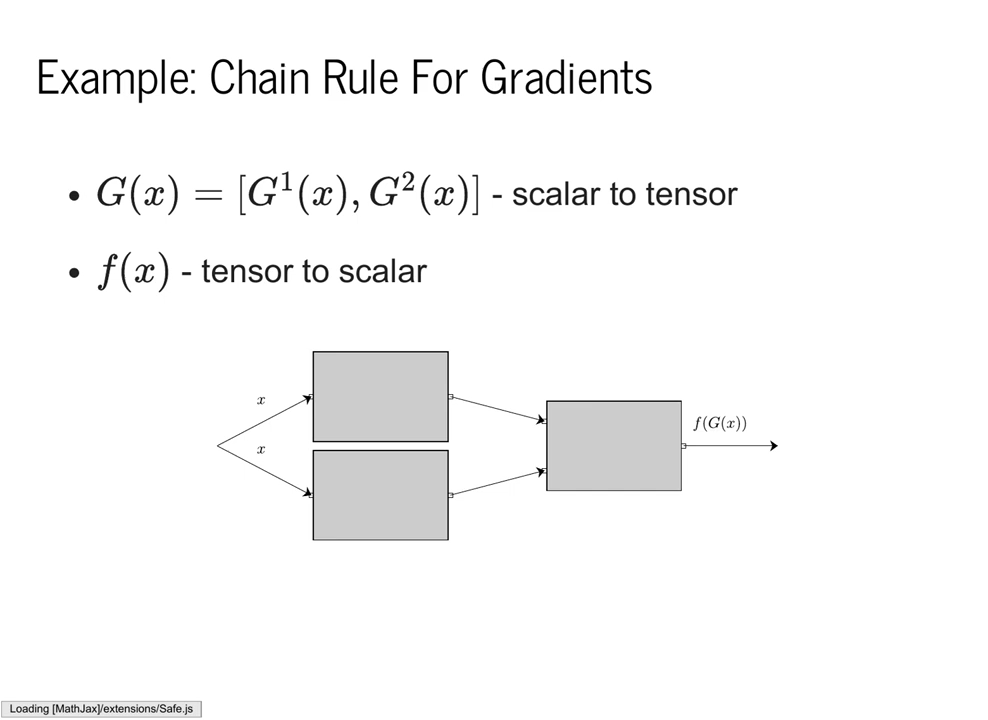 Example: Chain Rule For Gradients
• G(x) = [G¹(x), G²(x)] - scalar to tensor
• f(x) - tensor to scalar
x
f(G(x))
x
Loading [MathJax]/extensions/Safe.js